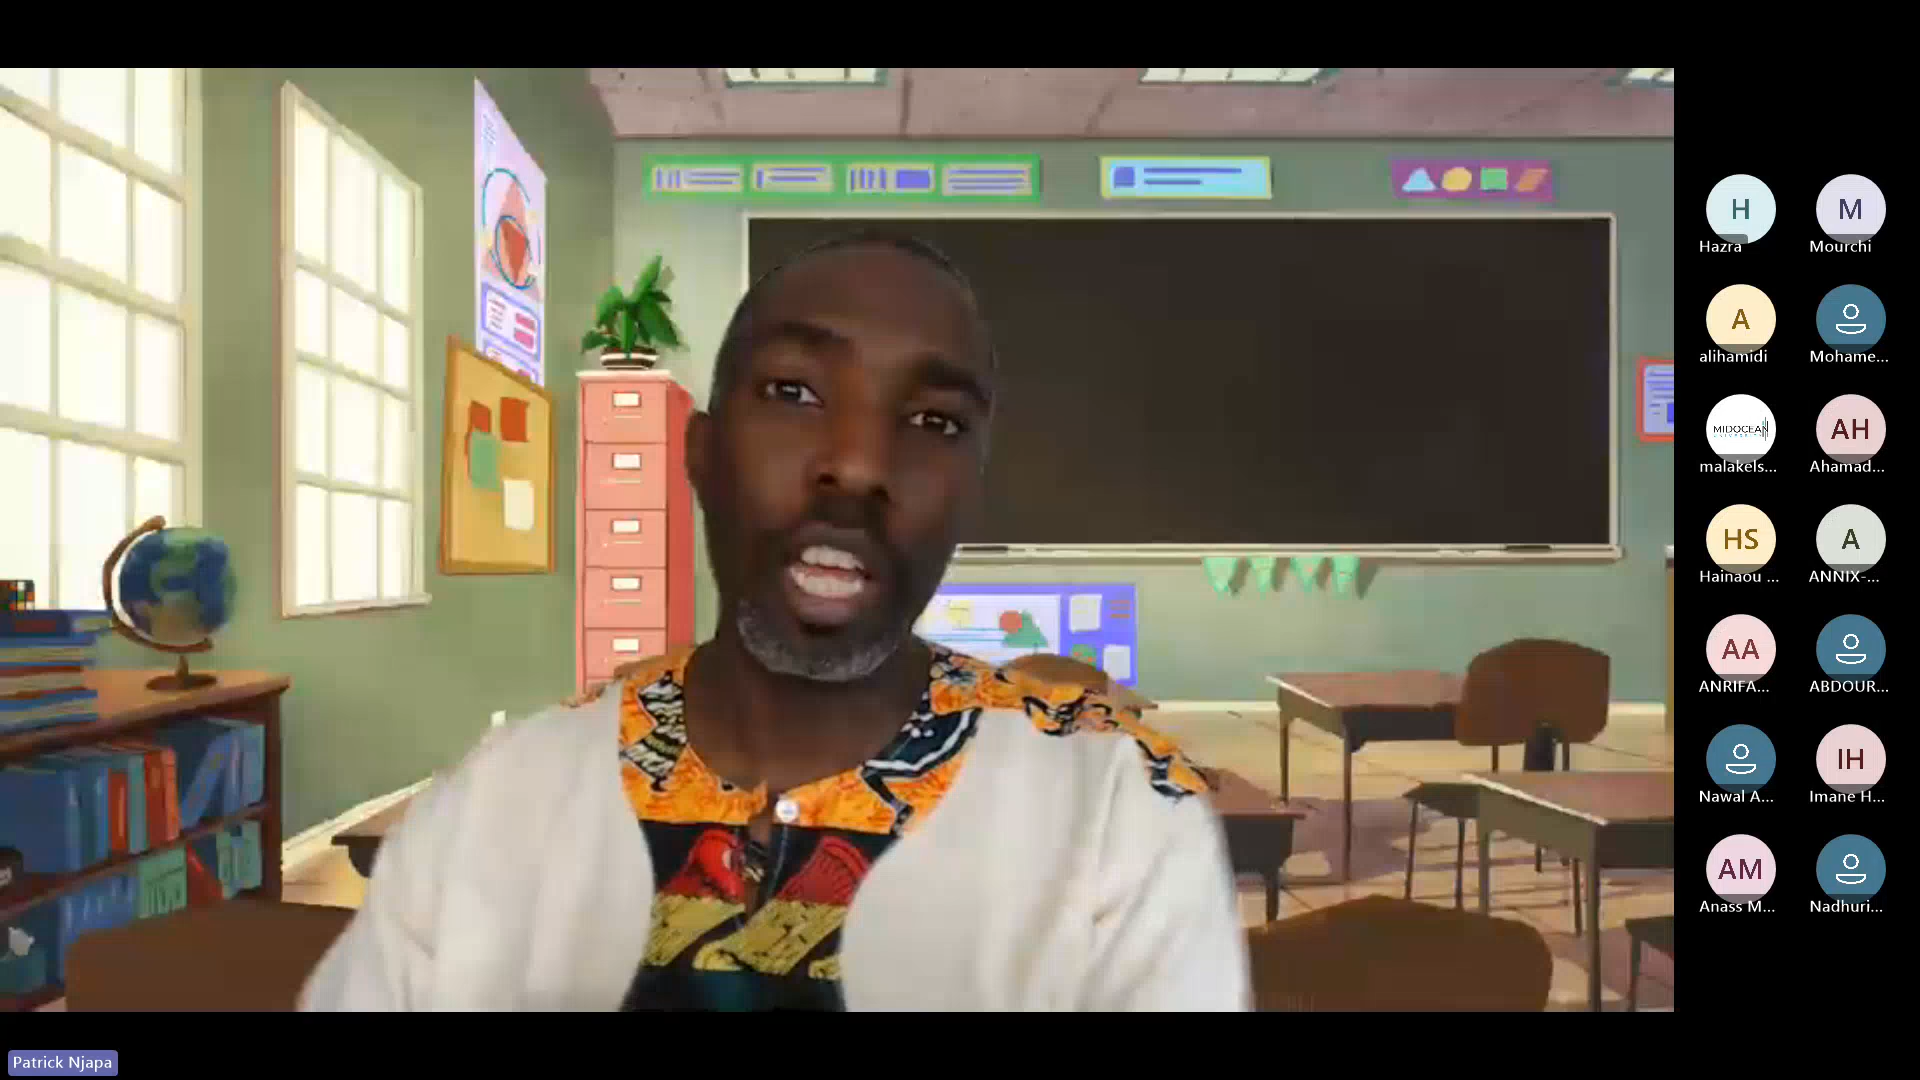 H
M
Hazra
Mourchi
A
alihamidi
Mohame...
MIDOCEAN
AH
malakels...
Ahamad...
HS
A
Hainaou ...
ANNIX-...
AA
ANRIFA...
ABDOUR...
IH
Nawal A...
Imane H...
AM
Anass M...
Nadhuri...
Patrick Njapa